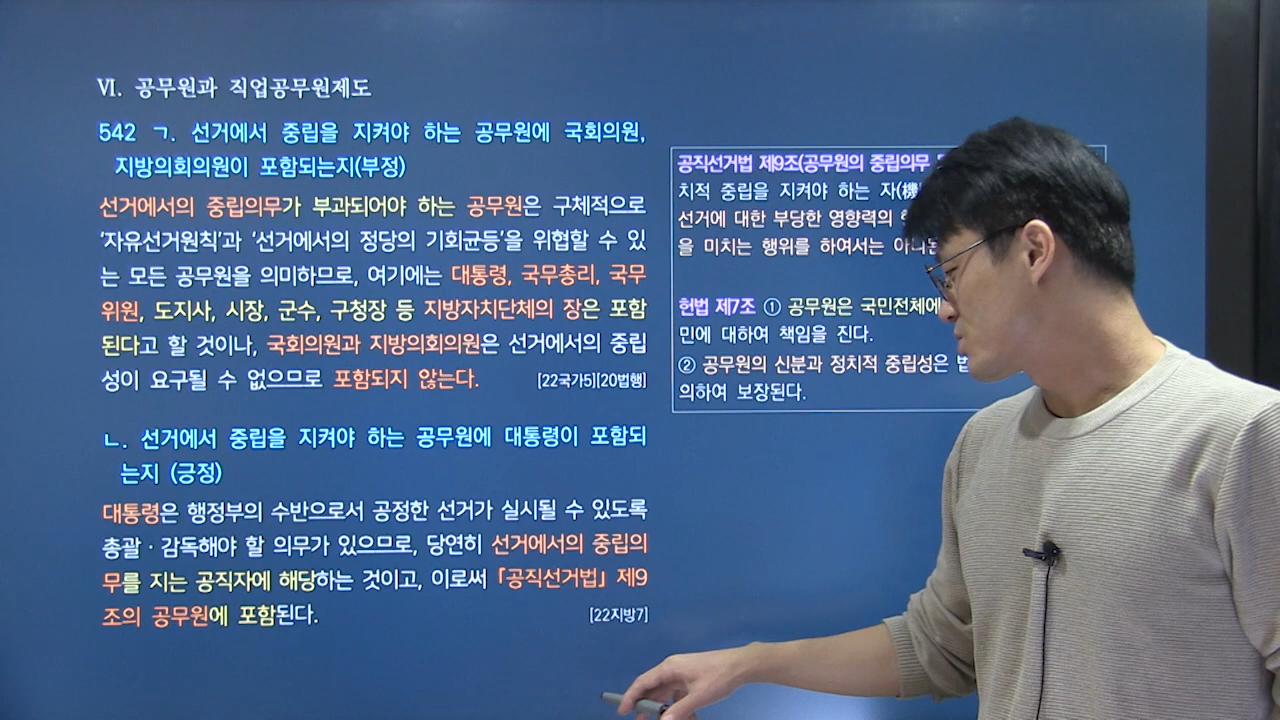 Ⅵ. 공무원과 직업공무원제도
542 ㄱ. 선거에서 중립을 지켜야 하는 공무원에 국회의원,
지방의회의원이 포함되는지(부정)
선거에서의 중립의무가 부과되어야 하는 공무원은 구체적으로
'자유선거원칙'과 '선거에서의 정당의 기회균등'을 위협할 수 있
는 모든 공무원을 의미하므로, 여기에는 대통령, 국무총리, 국무
위원, 도지사, 시장, 군수, 구청장 등 지방자치단체의 장은 포함
된다고 할 것이나, 국회의원과 지방의회의원은 선거에서의 중립
성이 요구될 수 없으므로 포함되지 않는다. [22국가5][20법행]
ㄴ. 선거에서 중립을 지켜야 하는 공무원에 대통령이 포함되
는지 (긍정)
대통령은 행정부의 수반으로서 공정한 선거가 실시될 수 있도록
총괄·감독해야 할 의무가 있으므로, 당연히 선거에서의 중립의
무를 지는 공직자에 해당하는 것이고, 이로써 「공직선거법」 제9
조의 공무원에 포함된다. [22지방7]
공직선거법 제9조(공무원의 중립의무
치적 중립을 지켜야 하는 자(機
선거에 대한 부당한 영향력의
을 미치는 행위를 하여서는
헌법 제7조 ① 공무원은 국민전체에
민에 대하여 책임을 진다.
② 공무원의 신분과 정치적 중립성은
의하여 보장된다.